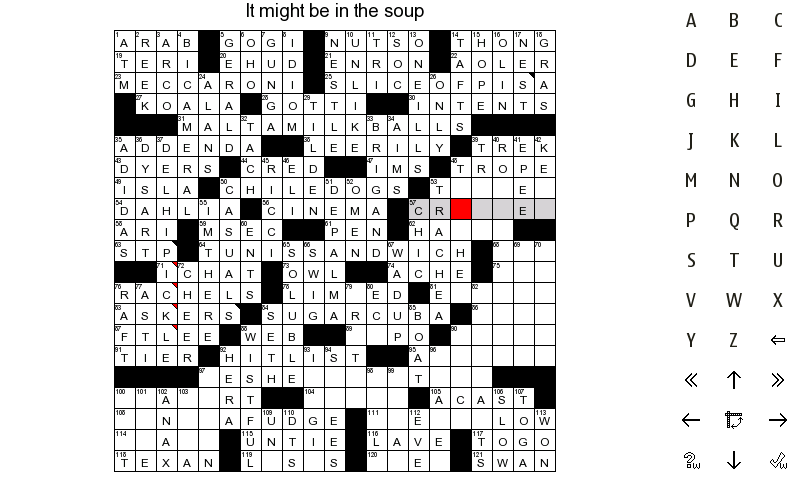 It might be in the soup
A R A B G O G I N U T S O T H O N G
T E R I E H U D E N R O N A O L E R
M E C C A R O N I S L I C E O F P I S A
K O A L A G O T T I I N T E N T S
M A L T A M I L K B A L L S
A D D E N D A L E E R I L Y T R E K
D Y E R S C R E D I M S T R O P E
I S L A C H I L E D O G S T E
D A H L I A C I N E M A C R E
A R I M S E C P E N H A
S T P T U N I S S A N D W I C H
I C H A T O W L A C H E
R A C H E L S L I M E D E
A S K E R S S U G A R C U B A
F T L E E W E B P O
T I E R H I T L I S T A
E S H E T
A R T A C A S T
N A F U D G E E L O W
A U N T I E L A V E T O G O
T E X A N L S S E S W A N
A B C
D E F
G H I
J K L
M N O
P Q R
S T U
V W X
Y Z